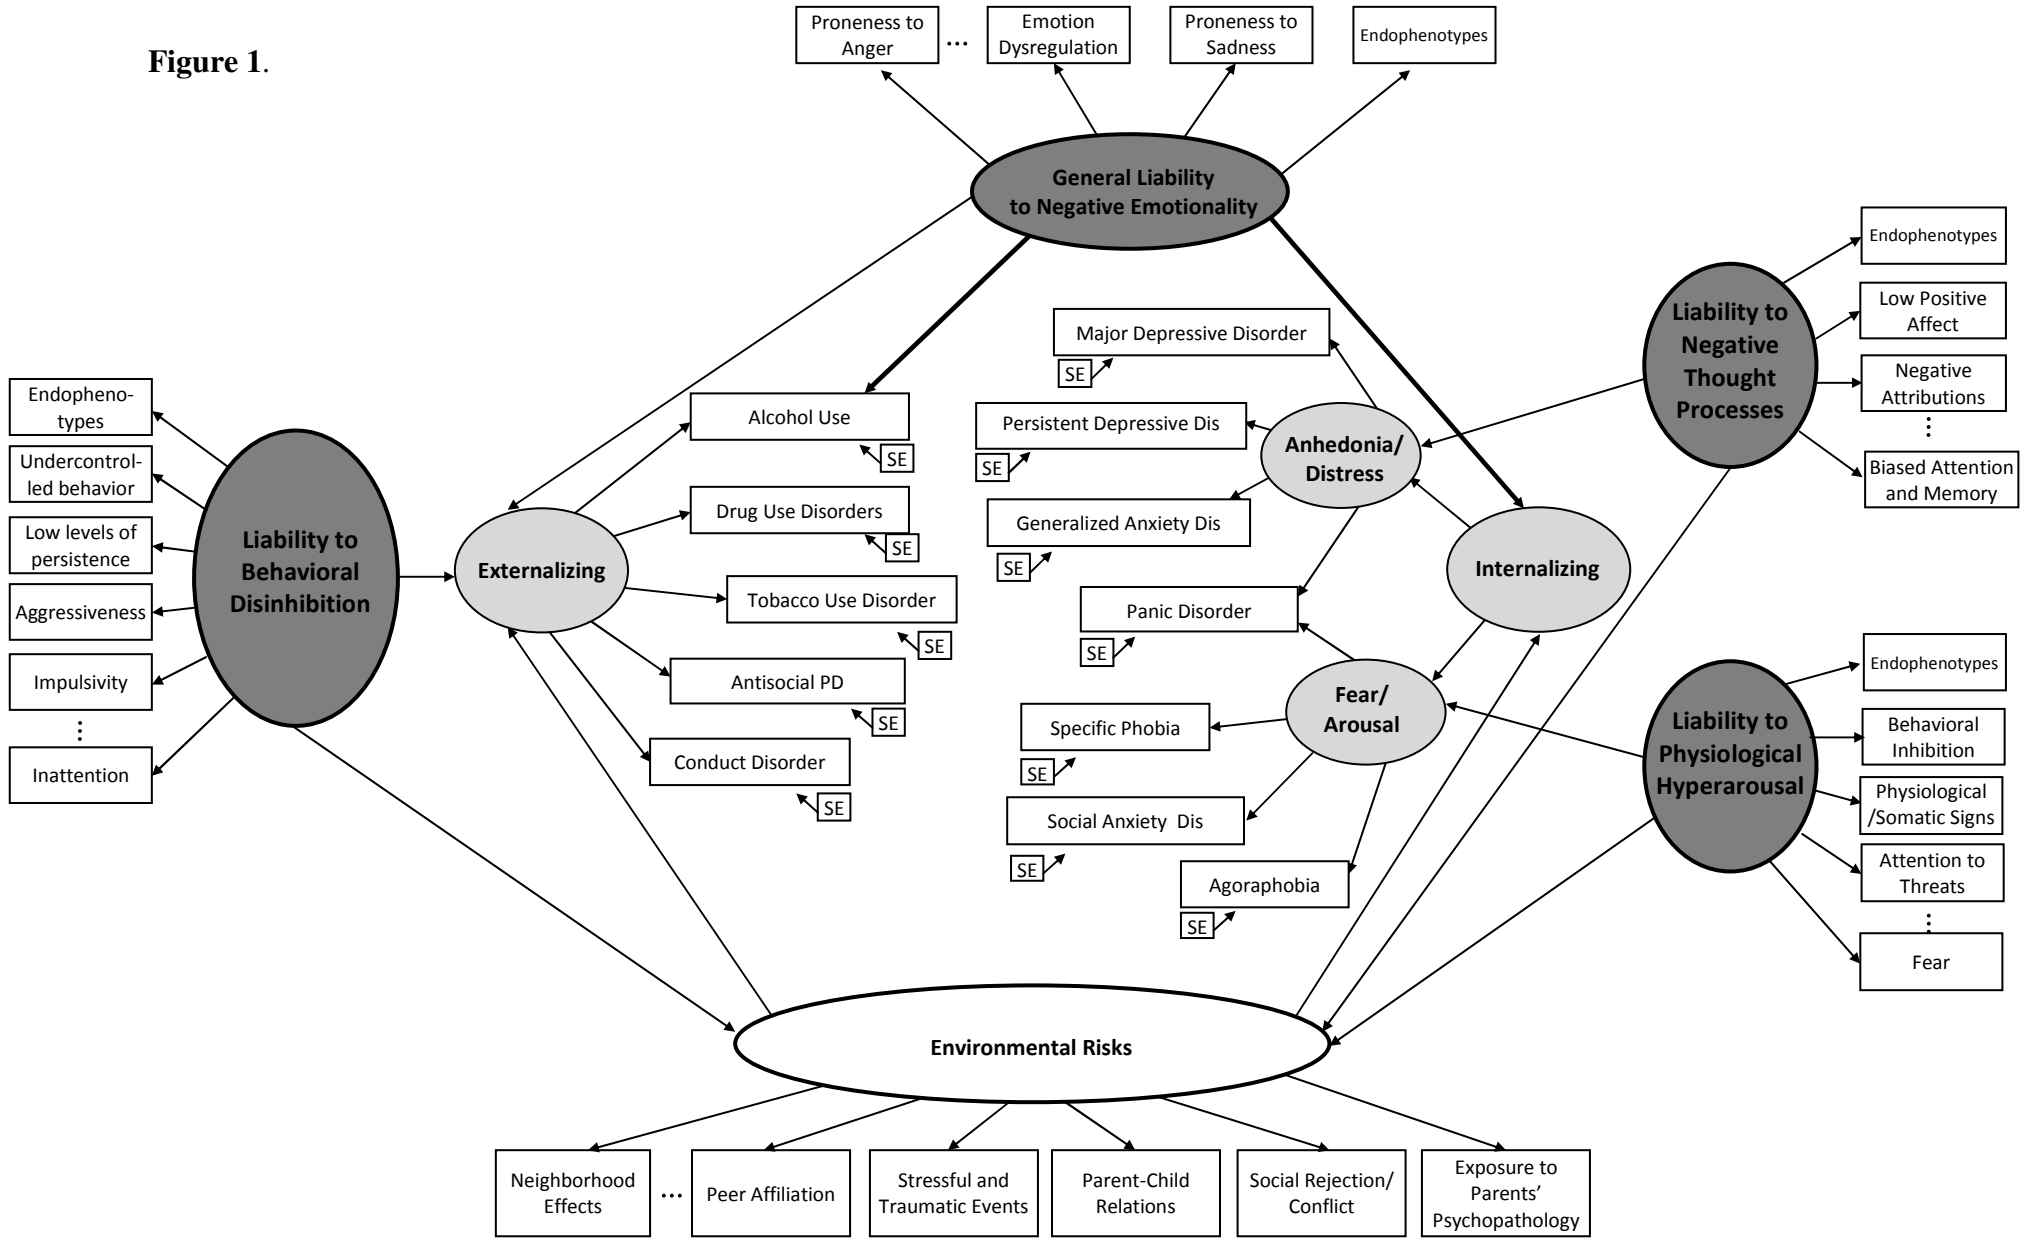 Figure 1.
Proneness to
Anger
...
Emotion
Dysregulation
Proneness to
Sadness
Endophenotypes
General Liability
to Negative Emotionality
Endopheno-
types
Undercontrol-
led behavior
Low levels of
persistence
Aggressiveness
Impulsivity
...
Inattention
Liability to
Behavioral
Disinhibition
Externalizing
Alcohol Use
SE
Drug Use Disorders
SE
Tobacco Use Disorder
SE
Antisocial PD
SE
Conduct Disorder
SE
Major Depressive Disorder
SE
Persistent Depressive Dis
SE
Generalized Anxiety Dis
SE
Panic Disorder
SE
Specific Phobia
SE
Social Anxiety  Dis
SE
Agoraphobia
SE
Anhedonia/
Distress
Internalizing
Fear/
Arousal
Liability to
Negative
Thought
Processes
Endophenotypes
Low Positive
Affect
Negative
Attributions
...
Biased Attention
and Memory
Liability to
Physiological
Hyperarousal
Endophenotypes
Behavioral
Inhibition
Physiological
/Somatic Signs
Attention to
Threats
...
Fear
Environmental Risks
Neighborhood
Effects
...
Peer Affiliation
Stressful and
Traumatic Events
Parent-Child
Relations
Social Rejection/
Conflict
Exposure to
Parents’
Psychopathology